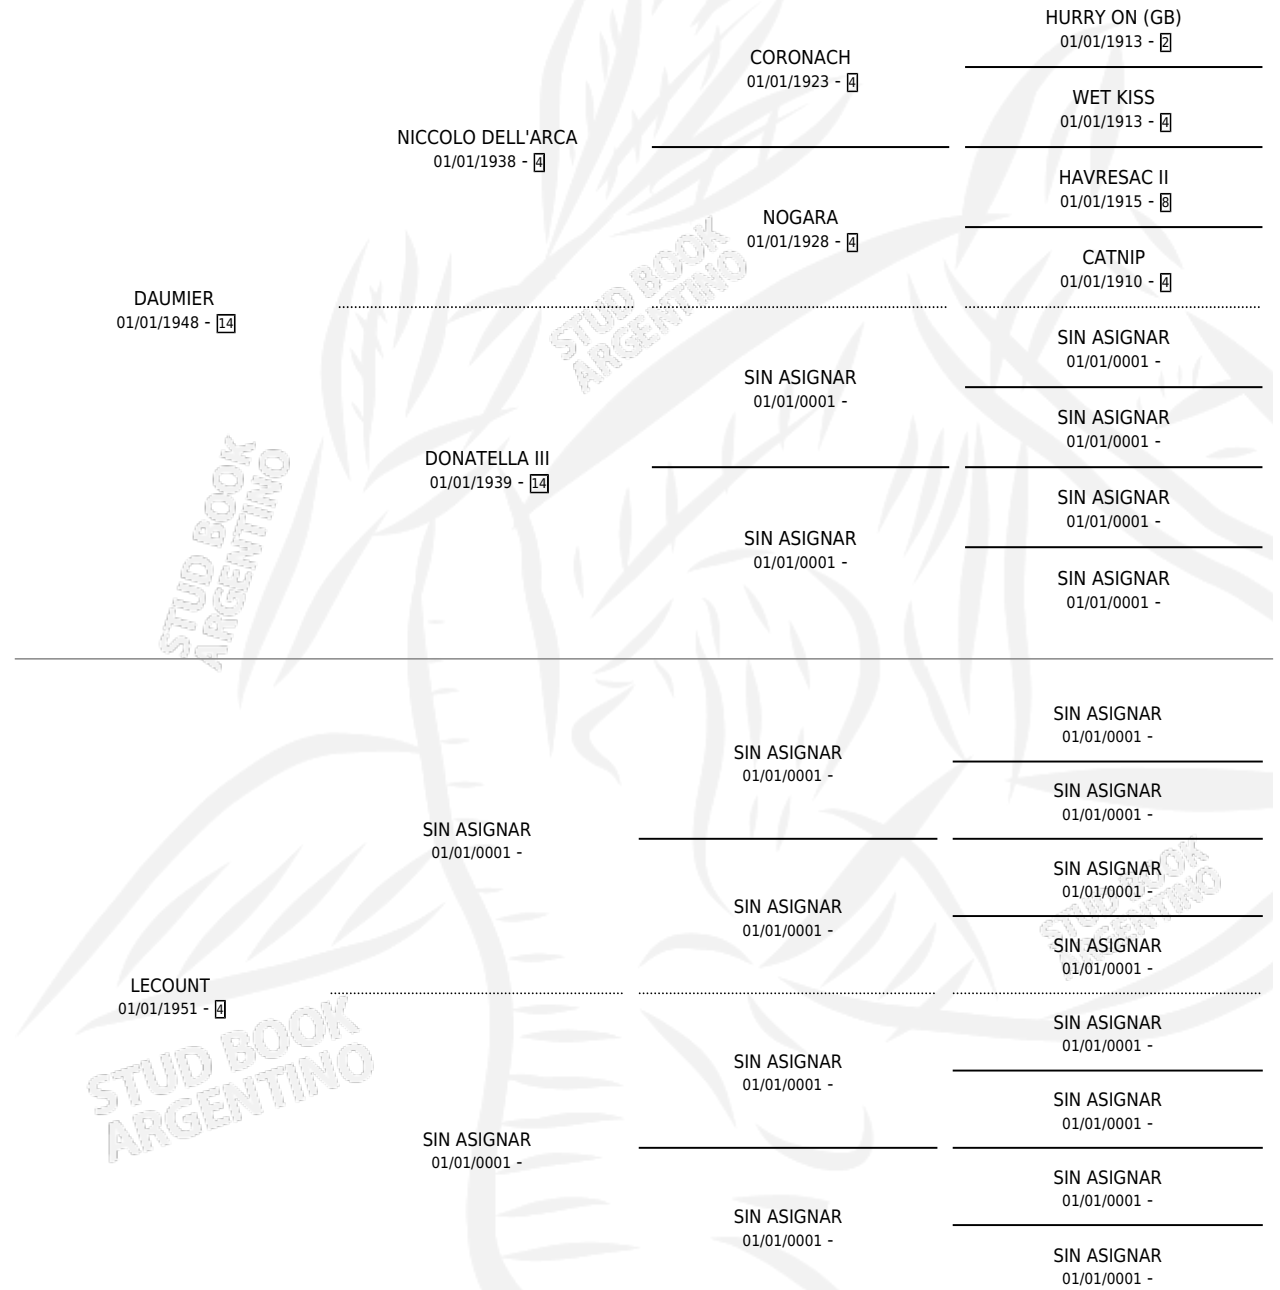 HURRY ON (GB)
01/01/1913 - 2
CORONACH
01/01/1923 - 4
WET KISS
01/01/1913 - 4
NICCOLO DELL'ARCA
01/01/1938 - 4
HAVRESAC II
01/01/1915 - 8
NOGARA
01/01/1928 - 4
CATNIP
01/01/1910 - 4
DAUMIER
01/01/1948 - 14
SIN ASIGNAR
01/01/0001 -
SIN ASIGNAR
01/01/0001 -
SIN ASIGNAR
01/01/0001 -
DONATELLA III
01/01/1939 - 14
SIN ASIGNAR
01/01/0001 -
SIN ASIGNAR
01/01/0001 -
SIN ASIGNAR
01/01/0001 -
STUD BOOK
ARGENTINO
STUD BOOK
ARGENTINO
SIN ASIGNAR
01/01/0001 -
SIN ASIGNAR
01/01/0001 -
SIN ASIGNAR
01/01/0001 -
SIN ASIGNAR
01/01/0001 -
SIN ASIGNAR
01/01/0001 -
SIN ASIGNAR
01/01/0001 -
SIN ASIGNAR
01/01/0001 -
STUD BOOK
ARGENTINO
LECOUNT
01/01/1951 - 4
STUD BOOK
ARGENTINO
SIN ASIGNAR
01/01/0001 -
SIN ASIGNAR
01/01/0001 -
SIN ASIGNAR
01/01/0001 -
SIN ASIGNAR
01/01/0001 -
SIN ASIGNAR
01/01/0001 -
SIN ASIGNAR
01/01/0001 -
SIN ASIGNAR
01/01/0001 -